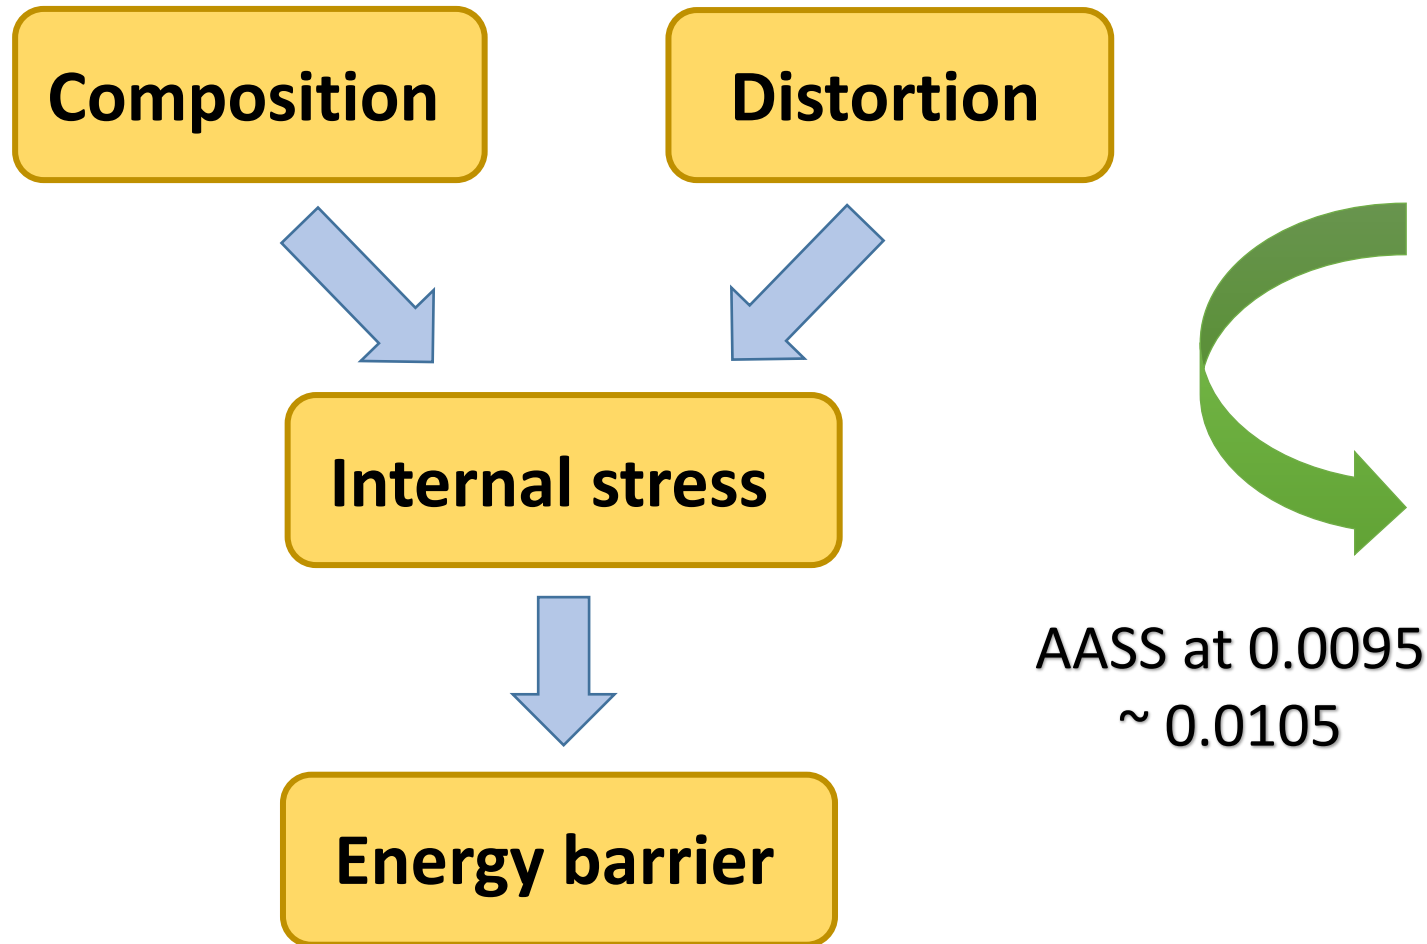 Composition
Distortion
Internal stress
AASS at 0.0095
~ 0.0105
Energy barrier